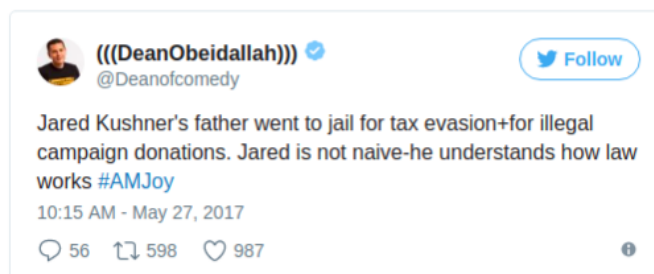 (((DeanObeidallah)))
@Deanofcomedy
Follow
Jared Kushner's father went to jail for tax evasion+for illegal
campaign donations. Jared is not naive-he understands how law
works #AMJoy
10:15 AM - May 27, 2017
56 598 987